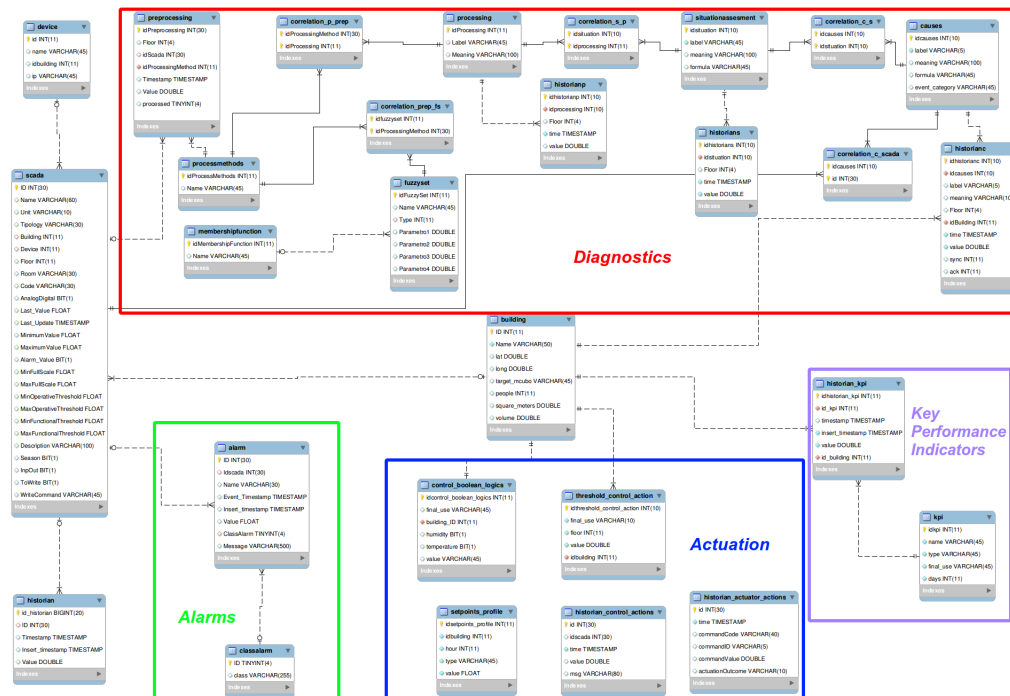 device
id INT(11)
name VARCHAR(45)
idbuilding INT(11)
ip VARCHAR(45)
Indexes
preprocessing
idPreprocessing INT(30)
Floor INT(4)
idScada INT(30)
idProcessingMethod INT(11)
Timestamp TIMESTAMP
Value DOUBLE
processed TINYINT(4)
Indexes
correlation_p_prep
idProcessingMethod INT(30)
idProcessing INT(11)
Indexes
processing
idProcessing INT(11)
Label VARCHAR(45)
Meaning VARCHAR(100)
Indexes
correlation_s_p
idsituation INT(10)
idprocessing INT(11)
Indexes
situationassesment
idsituation INT(10)
label VARCHAR(45)
meaning VARCHAR(100)
formula VARCHAR(45)
Indexes
correlation_c_s
idcauses INT(10)
idsituation INT(10)
Indexes
causes
idcauses INT(10)
label VARCHAR(5)
meaning VARCHAR(100)
formula VARCHAR(45)
event_category VARCHAR(45)
Indexes
historianp
idhistorianp INT(10)
idprocessing INT(10)
Floor INT(4)
time TIMESTAMP
value DOUBLE
Indexes
correlation_prep_fs
idfuzzyset INT(11)
idProcessingMethod INT(30)
Indexes
historians
idhistorians INT(10)
idsituation INT(10)
Floor INT(4)
time TIMESTAMP
value DOUBLE
Indexes
correlation_c_scada
idcauses INT(10)
id INT(30)
Indexes
historianc
idhistorianc INT(10)
idcauses INT(10)
label VARCHAR(5)
meaning VARCHAR(10
Floor INT(4)
idBuilding INT(11)
time TIMESTAMP
value DOUBLE
sync INT(11)
ack INT(11)
Indexes
processmethods
idProcessMethods INT(11)
Name VARCHAR(45)
Indexes
fuzzyset
idFuzzySet INT(11)
Name VARCHAR(45)
Type INT(11)
Parametro1 DOUBLE
Parametro2 DOUBLE
Parametro3 DOUBLE
Parametro4 DOUBLE
Indexes
membershipfunction
idMembershipFunction INT(11)
Name VARCHAR(45)
Indexes
Diagnostics
scada
ID INT(30)
Name VARCHAR(60)
Unit VARCHAR(10)
Tipology VARCHAR(30)
Building INT(11)
Device INT(11)
Floor INT(11)
Room VARCHAR(30)
Code VARCHAR(30)
AnalogDigital BIT(1)
Last_Value FLOAT
Last_Update TIMESTAMP
MinimumValue FLOAT
MaximumValue FLOAT
Alarm_Value BIT(1)
MinFullScale FLOAT
MaxFullScale FLOAT
MinOperativeThreshold FLOAT
MaxOperativeThreshold FLOAT
MinFunctionalThreshold FLOAT
MaxFunctionalThreshold FLOAT
Description VARCHAR(100)
Season BIT(1)
InpOut BIT(1)
ToWrite BIT(1)
WriteCommand VARCHAR(45)
Indexes
building
ID INT(11)
Name VARCHAR(50)
lat DOUBLE
long DOUBLE
target_mcubo VARCHAR(45)
people INT(11)
square_meters DOUBLE
volume DOUBLE
Indexes
historian_kpi
idhistorian_kpi INT(11)
id_kpi INT(11)
timestamp TIMESTAMP
insert_timestamp TIMESTAMP
value DOUBLE
id_building INT(11)
Indexes
Key
Performance
Indicators
kpi
idkpi INT(11)
name VARCHAR(45)
type VARCHAR(45)
final_use VARCHAR(45)
days INT(11)
Indexes
alarm
ID INT(30)
Idscada INT(30)
Name VARCHAR(30)
Event_Timestamp TIMESTAMP
Insert_timestamp TIMESTAMP
Value FLOAT
ClassAlarm TINYINT(4)
Message VARCHAR(500)
Indexes
Alarms
classalarm
ID TINYINT(4)
class VARCHAR(255)
Indexes
historian
id_historian BIGINT(20)
ID INT(30)
Timestamp TIMESTAMP
Insert_timestamp TIMESTAMP
Value DOUBLE
Indexes
control_boolean_logics
idcontrol_boolean_logics INT(11)
final_use VARCHAR(45)
building_ID INT(11)
humidity BIT(1)
temperature BIT(1)
value VARCHAR(45)
Indexes
threshold_control_action
idthreshold_control_action INT(10)
final_use VARCHAR(10)
floor INT(11)
value DOUBLE
idbuilding INT(11)
Indexes
Actuation
setpoints_profile
idsetpoints_profile INT(11)
idbuilding INT(11)
hour INT(11)
type VARCHAR(45)
value FLOAT
Indexes
historian_control_actions
id INT(30)
idscada INT(30)
time TIMESTAMP
value DOUBLE
msg VARCHAR(80)
Indexes
historian_actuator_actions
id INT(30)
time TIMESTAMP
commandCode VARCHAR(40)
commandID VARCHAR(5)
commandValue DOUBLE
actuationOutcome VARCHAR(10)
Indexes